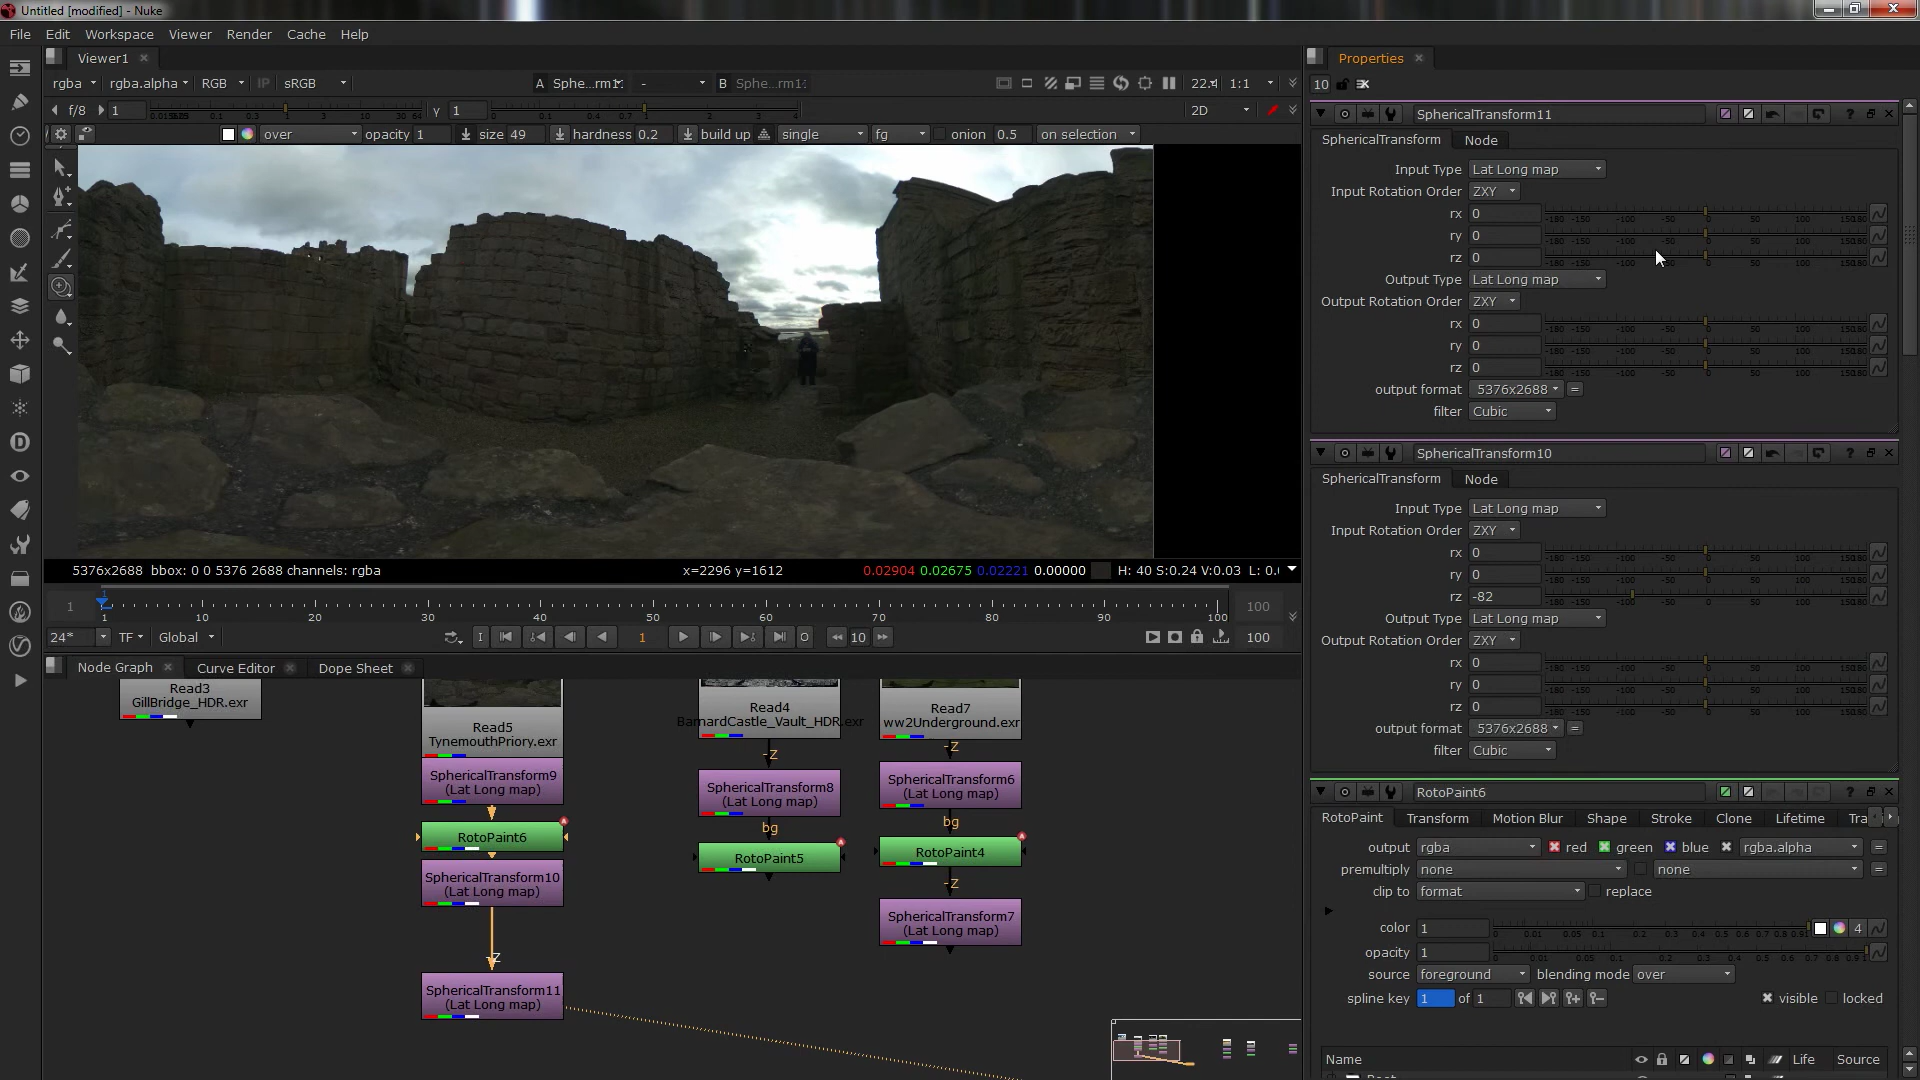 Untitled [modified] - Nuke
File Edit Workspace Viewer Render Cache Help
Viewer1
rgba rgba.alpha RGB IP sRGB A Sphe...rm1 - B Sphe...rm1 22.4 1:1
f/8 1 γ 1 2D
over opacity 1 size 49 hardness 0.2 build up single fg onion 0.5 on selection
5376x2688 bbox: 0 0 5376 2688 channels: rgba x=2296 y=1612 0.02904 0.02675 0.02221 0.00000 H: 40 S:0.24 V:0.03 L: 0.
1 1 10 20 30 40 50 60 70 80 90 100 100
24* TF Global 1 10 100
Node Graph Curve Editor Dope Sheet
Read3
GillBridge_HDR.exr
Read5
TynemouthPriory.exr
SphericalTransform9
(Lat Long map)
RotoPaint6
SphericalTransform10
(Lat Long map)
-Z
SphericalTransform11
(Lat Long map)
Read4
BarnardCastle_Vault_HDR.exr
-Z
SphericalTransform8
(Lat Long map)
bg
RotoPaint5
Read7
ww2Underground.exr
-Z
SphericalTransform6
(Lat Long map)
bg
RotoPaint4
-Z
SphericalTransform7
(Lat Long map)
Properties
10
SphericalTransform11
SphericalTransform Node
Input Type Lat Long map
Input Rotation Order ZXY
rx 0
ry 0
rz 0
Output Type Lat Long map
Output Rotation Order ZXY
rx 0
ry 0
rz 0
output format 5376x2688 =
filter Cubic
SphericalTransform10
SphericalTransform Node
Input Type Lat Long map
Input Rotation Order ZXY
rx 0
ry 0
rz -82
Output Type Lat Long map
Output Rotation Order ZXY
rx 0
ry 0
rz 0
output format 5376x2688 =
filter Cubic
RotoPaint6
RotoPaint Transform Motion Blur Shape Stroke Clone Lifetime Tra
output rgba red green blue rgba.alpha =
premultiply none none =
clip to format replace
color 1 4
opacity 1
source foreground blending mode over
spline key 1 of 1 visible locked
Name Life Source